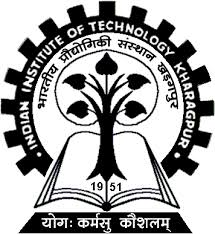 INDIAN INSTITUTE OF TECHNOLOGY KHARAGPUR
भारतीय प्रौद्योगिकी संस्थान खड़गपुर
19 51
योगः कर्मसु कौशलम्